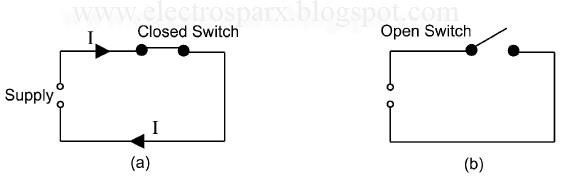 www.electrosparx.blogspot.com
Closed Switch
I
Supply
I
(a)
Open Switch
(b)